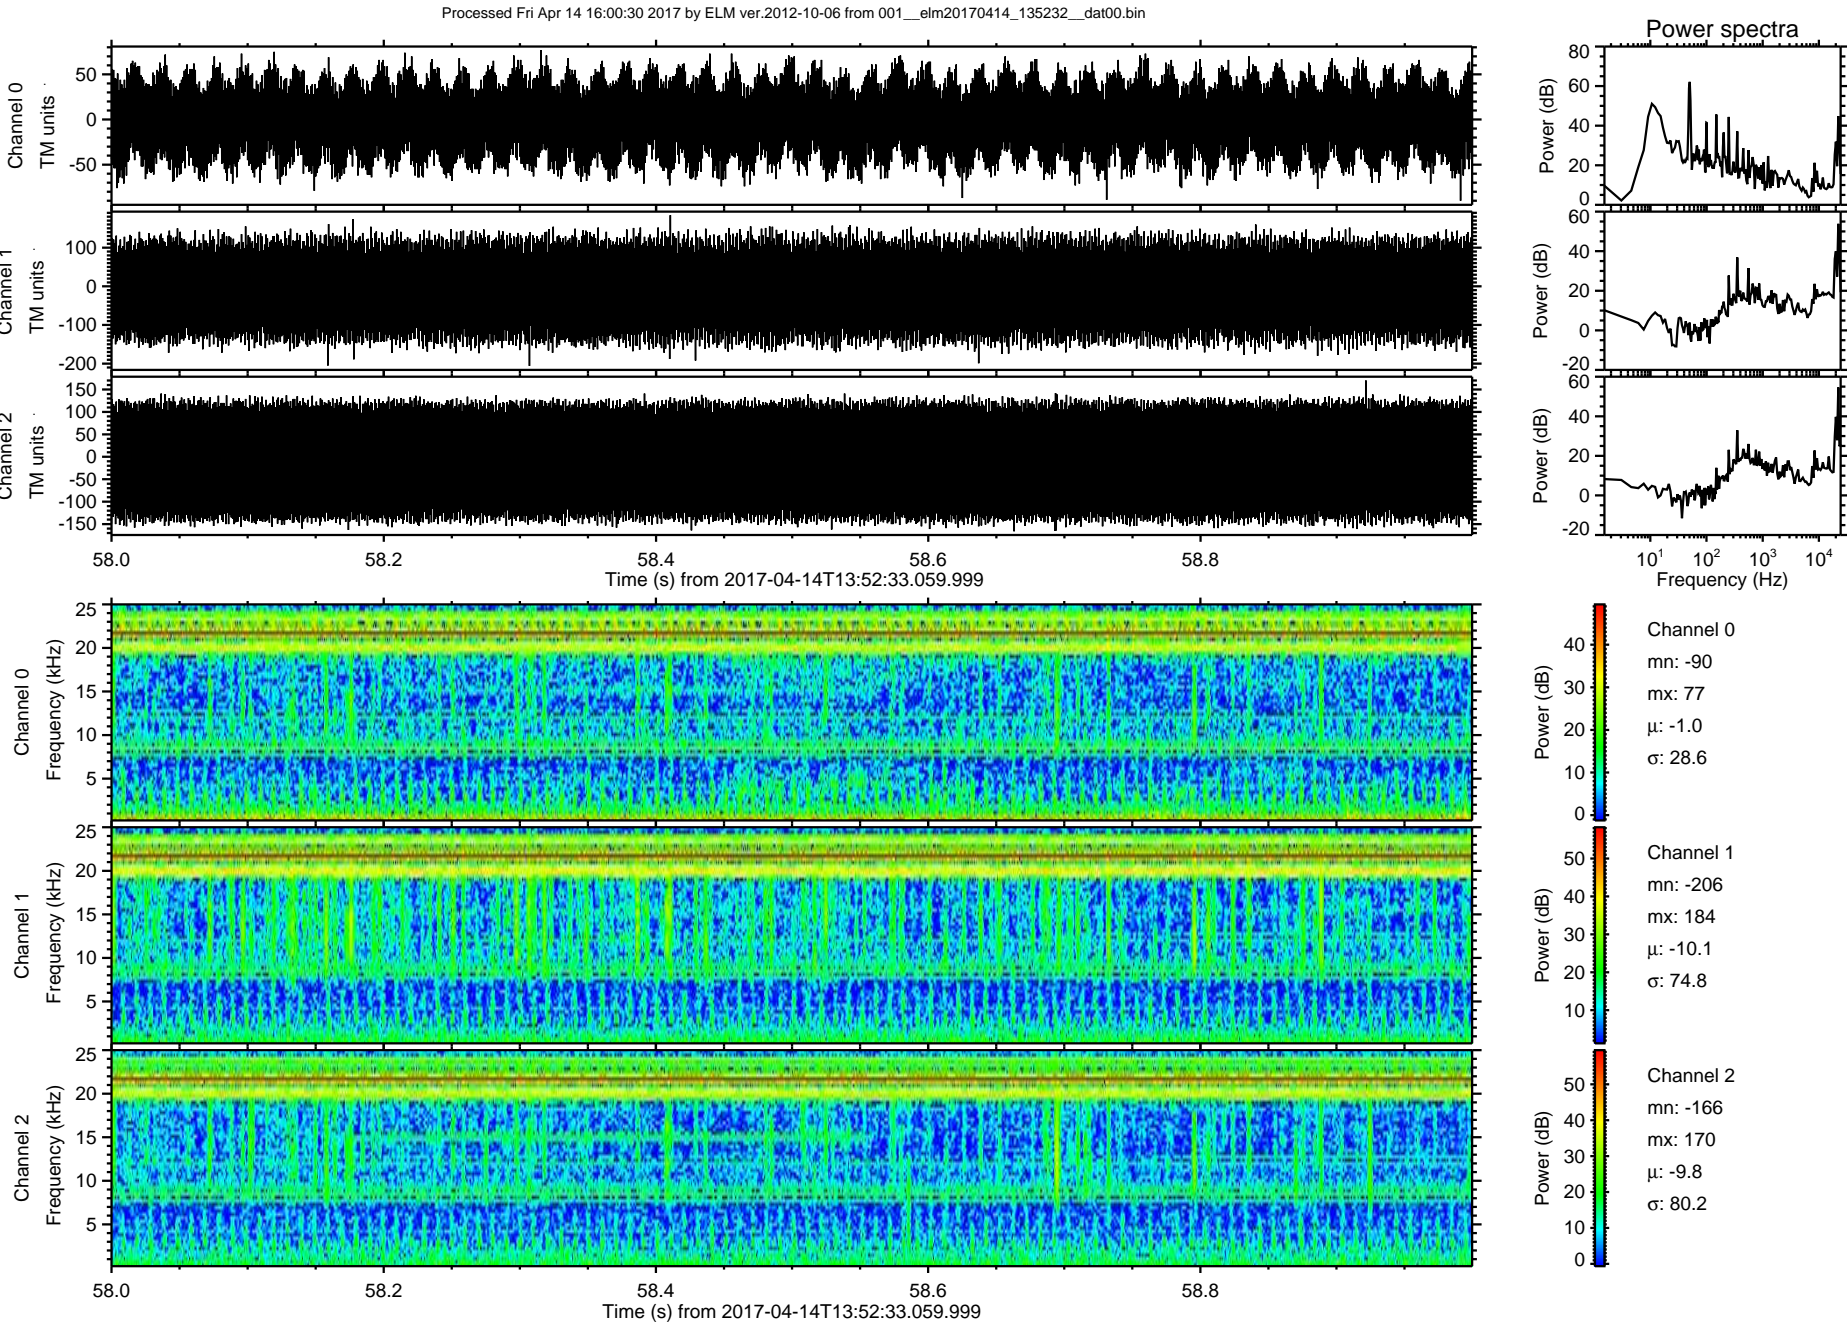 Processed Fri Apr 14 16:00:30 2017 by ELM ver.2012-10-06 from 001__elm20170414_135232__dat00.bin
Power spectra
Channel 0
TM units
50
0
-50
Power (dB)
80
60
40
20
0
Channel 1
TM units
100
0
-100
-200
Power (dB)
60
40
20
0
-20
Channel 2
TM units
150
100
50
0
-50
-100
-150
Power (dB)
60
40
20
0
-20
58.0 58.2 58.4 58.6 58.8
Time (s) from 2017-04-14T13:52:33.059.999
10¹ 10² 10³ 10⁴
Frequency (Hz)
Channel 0
Frequency (kHz)
25
20
15
10
5
Power (dB)
40
30
20
10
0
Channel 0
mn: -90
mx: 77
μ: -1.0
σ: 28.6
Channel 1
Frequency (kHz)
25
20
15
10
5
Power (dB)
50
40
30
20
10
Channel 1
mn: -206
mx: 184
μ: -10.1
σ: 74.8
Channel 2
Frequency (kHz)
25
20
15
10
5
Power (dB)
50
40
30
20
10
0
Channel 2
mn: -166
mx: 170
μ: -9.8
σ: 80.2
58.0 58.2 58.4 58.6 58.8
Time (s) from 2017-04-14T13:52:33.059.999